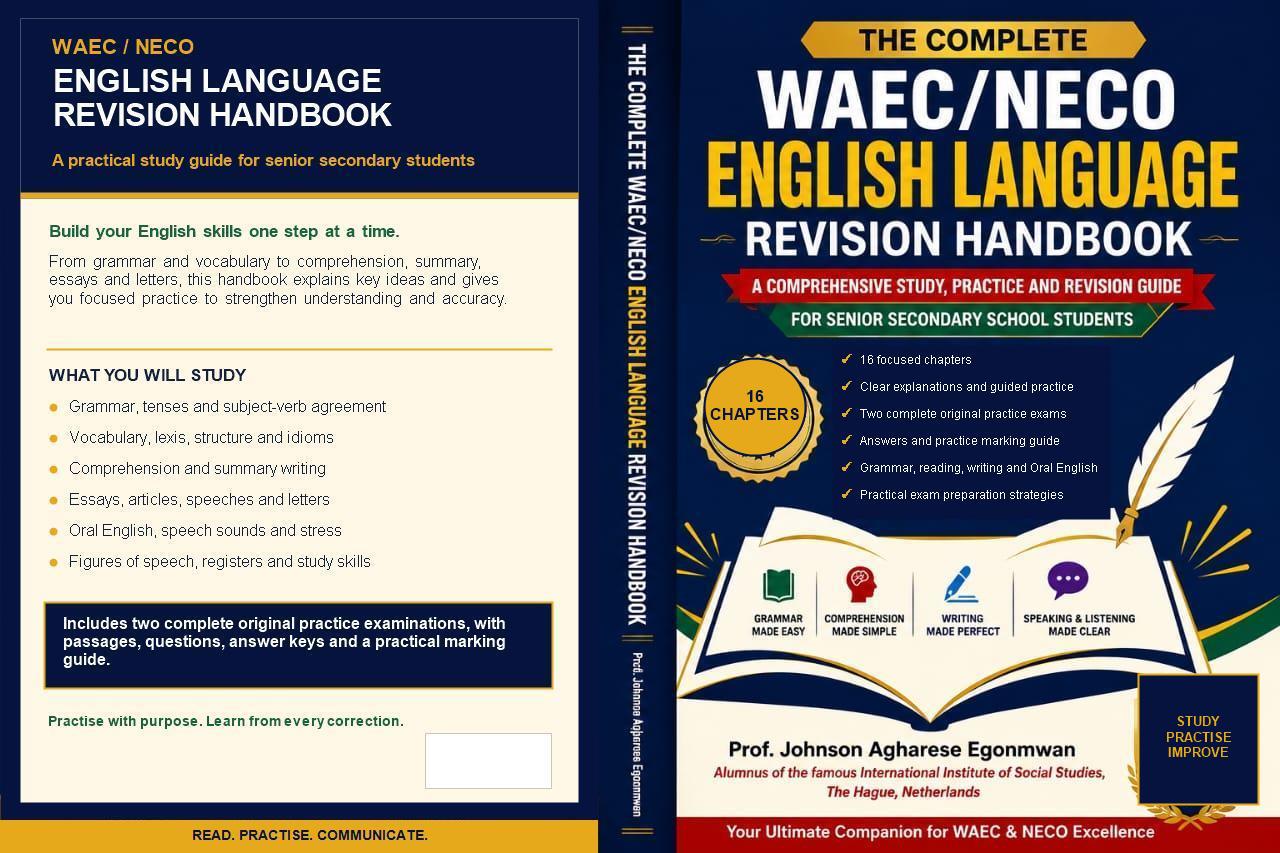 WAEC / NECO
ENGLISH LANGUAGE
REVISION HANDBOOK
A practical study guide for senior secondary students
Build your English skills one step at a time.
From grammar and vocabulary to comprehension, summary,
essays and letters, this handbook explains key ideas and gives
you focused practice to strengthen understanding and accuracy.
WHAT YOU WILL STUDY
Grammar, tenses and subject-verb agreement
Vocabulary, lexis, structure and idioms
Comprehension and summary writing
Essays, articles, speeches and letters
Oral English, speech sounds and stress
Figures of speech, registers and study skills
Includes two complete original practice examinations, with
passages, questions, answer keys and a practical marking
guide.
Practise with purpose. Learn from every correction.
READ. PRACTISE. COMMUNICATE.
THE COMPLETE WAEC/NECO ENGLISH LANGUAGE REVISION HANDBOOK
Prof. Johnson
THE COMPLETE
WAEC/NECO
ENGLISH LANGUAGE
REVISION HANDBOOK
A COMPREHENSIVE STUDY, PRACTICE AND REVISION GUIDE
FOR SENIOR SECONDARY SCHOOL STUDENTS
16
CHAPTERS
✓ 16 focused chapters
✓ Clear explanations and guided practice
✓ Two complete original practice exams
✓ Answers and practice marking guide
✓ Grammar, reading, writing and Oral English
✓ Practical exam preparation strategies
GRAMMAR
MADE EASY
COMPREHENSION
MADE SIMPLE
WRITING
MADE PERFECT
SPEAKING & LISTENING
MADE CLEAR
STUDY
PRACTISE
IMPROVE
Prof. Johnson Agharese Egonmwan
Alumnus of the famous International Institute of Social Studies,
The Hague, Netherlands
Your Ultimate Companion for WAEC & NECO Excellence